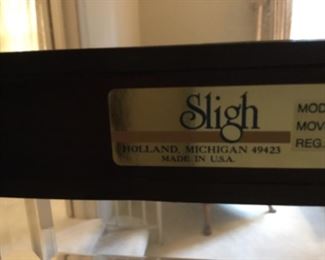 Sligh
HOLLAND, MICHIGAN 49423
MADE IN U.S.A.
MOD
MOV
REG.